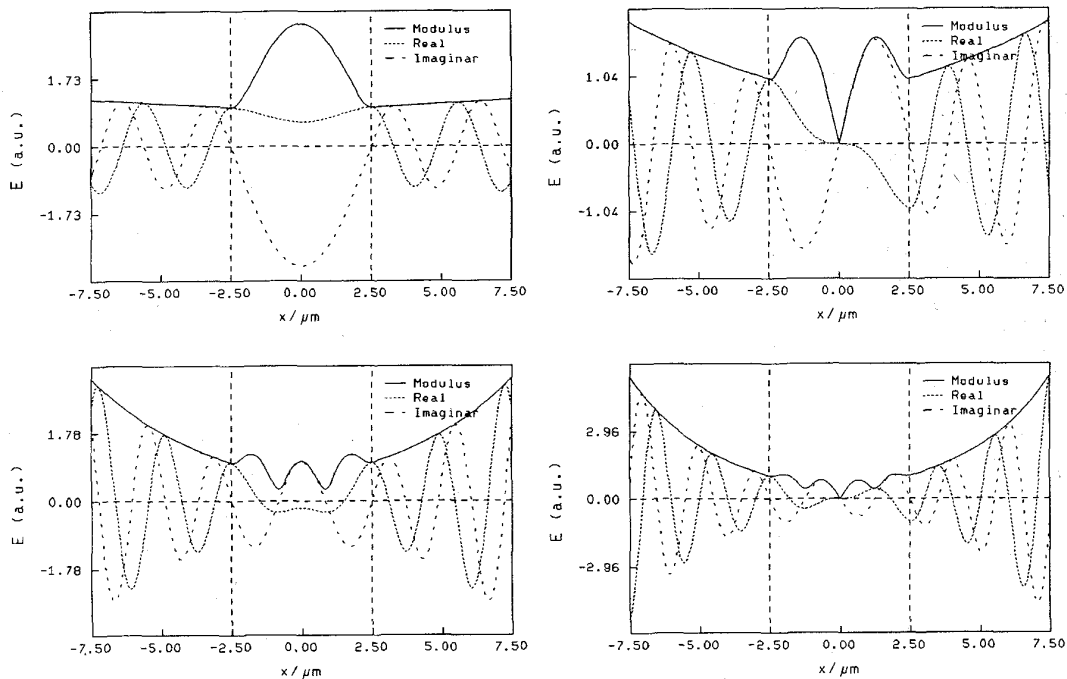 Modulus
Real
Imaginar
1.73
0.00
-1.73
E (a.u.)
-7.50 -5.00 -2.50 0.00 2.50 5.00 7.50
x/µm
Modulus
Real
Imaginar
1.04
0.00
-1.04
E (a.u.)
-7.50 -5.00 -2.50 0.00 2.50 5.00 7.50
x/µm
Modulus
Real
Imaginar
1.78
0.00
-1.78
E (a.u.)
-7.50 -5.00 -2.50 0.00 2.50 5.00 7.50
x/µm
Modulus
Real
Imaginar
2.96
0.00
-2.96
E (a.u.)
-7.50 -5.00 -2.50 0.00 2.50 5.00 7.50
x/µm